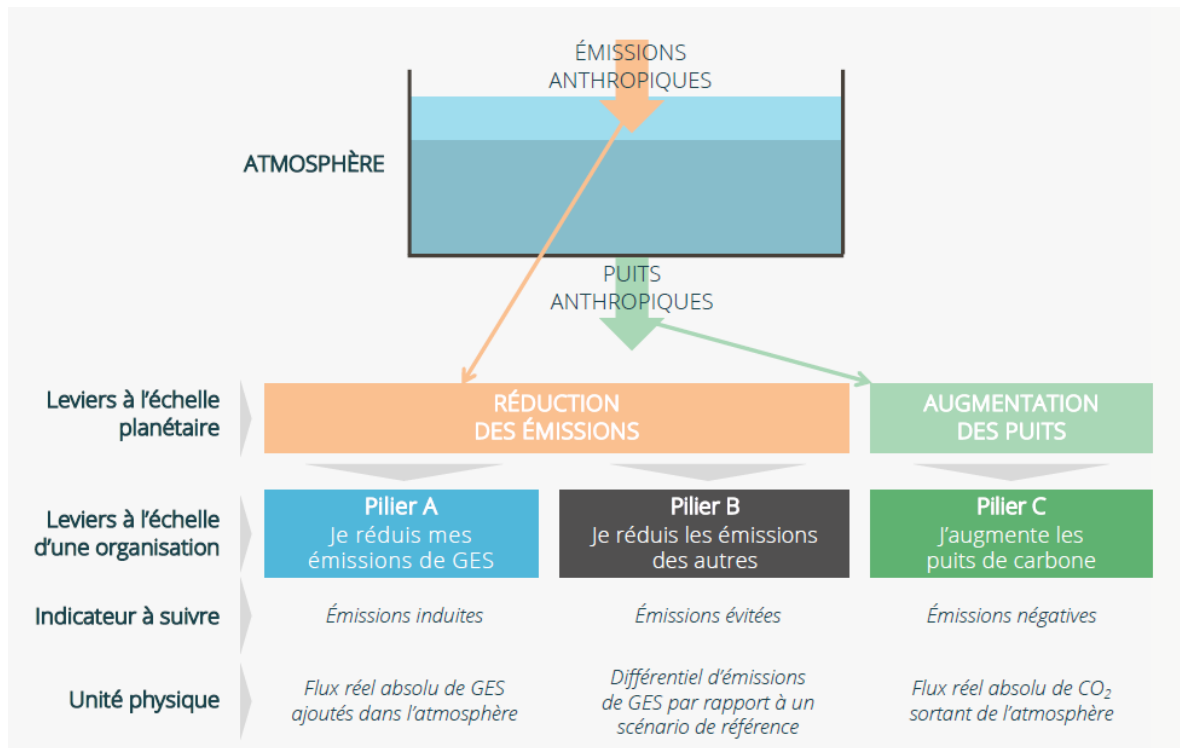 ÉMISSIONS
ANTHROPIQUES
ATMOSPHÈRE
PUITS
ANTHROPIQUES
Leviers à l'échelle
planétaire
RÉDUCTION
DES ÉMISSIONS
AUGMENTATION
DES PUITS
Leviers à l'échelle
d'une organisation
Pilier A
Je réduis mes
émissions de GES
Pilier B
Je réduis les émissions
des autres
Pilier C
J'augmente les
puits de carbone
Indicateur à suivre
Émissions induites
Émissions évitées
Émissions négatives
Unité physique
Flux réel absolu de GES
ajoutés dans l'atmosphère
Différentiel d'émissions
de GES par rapport à un
scénario de référence
Flux réel absolu de CO₂
sortant de l'atmosphère